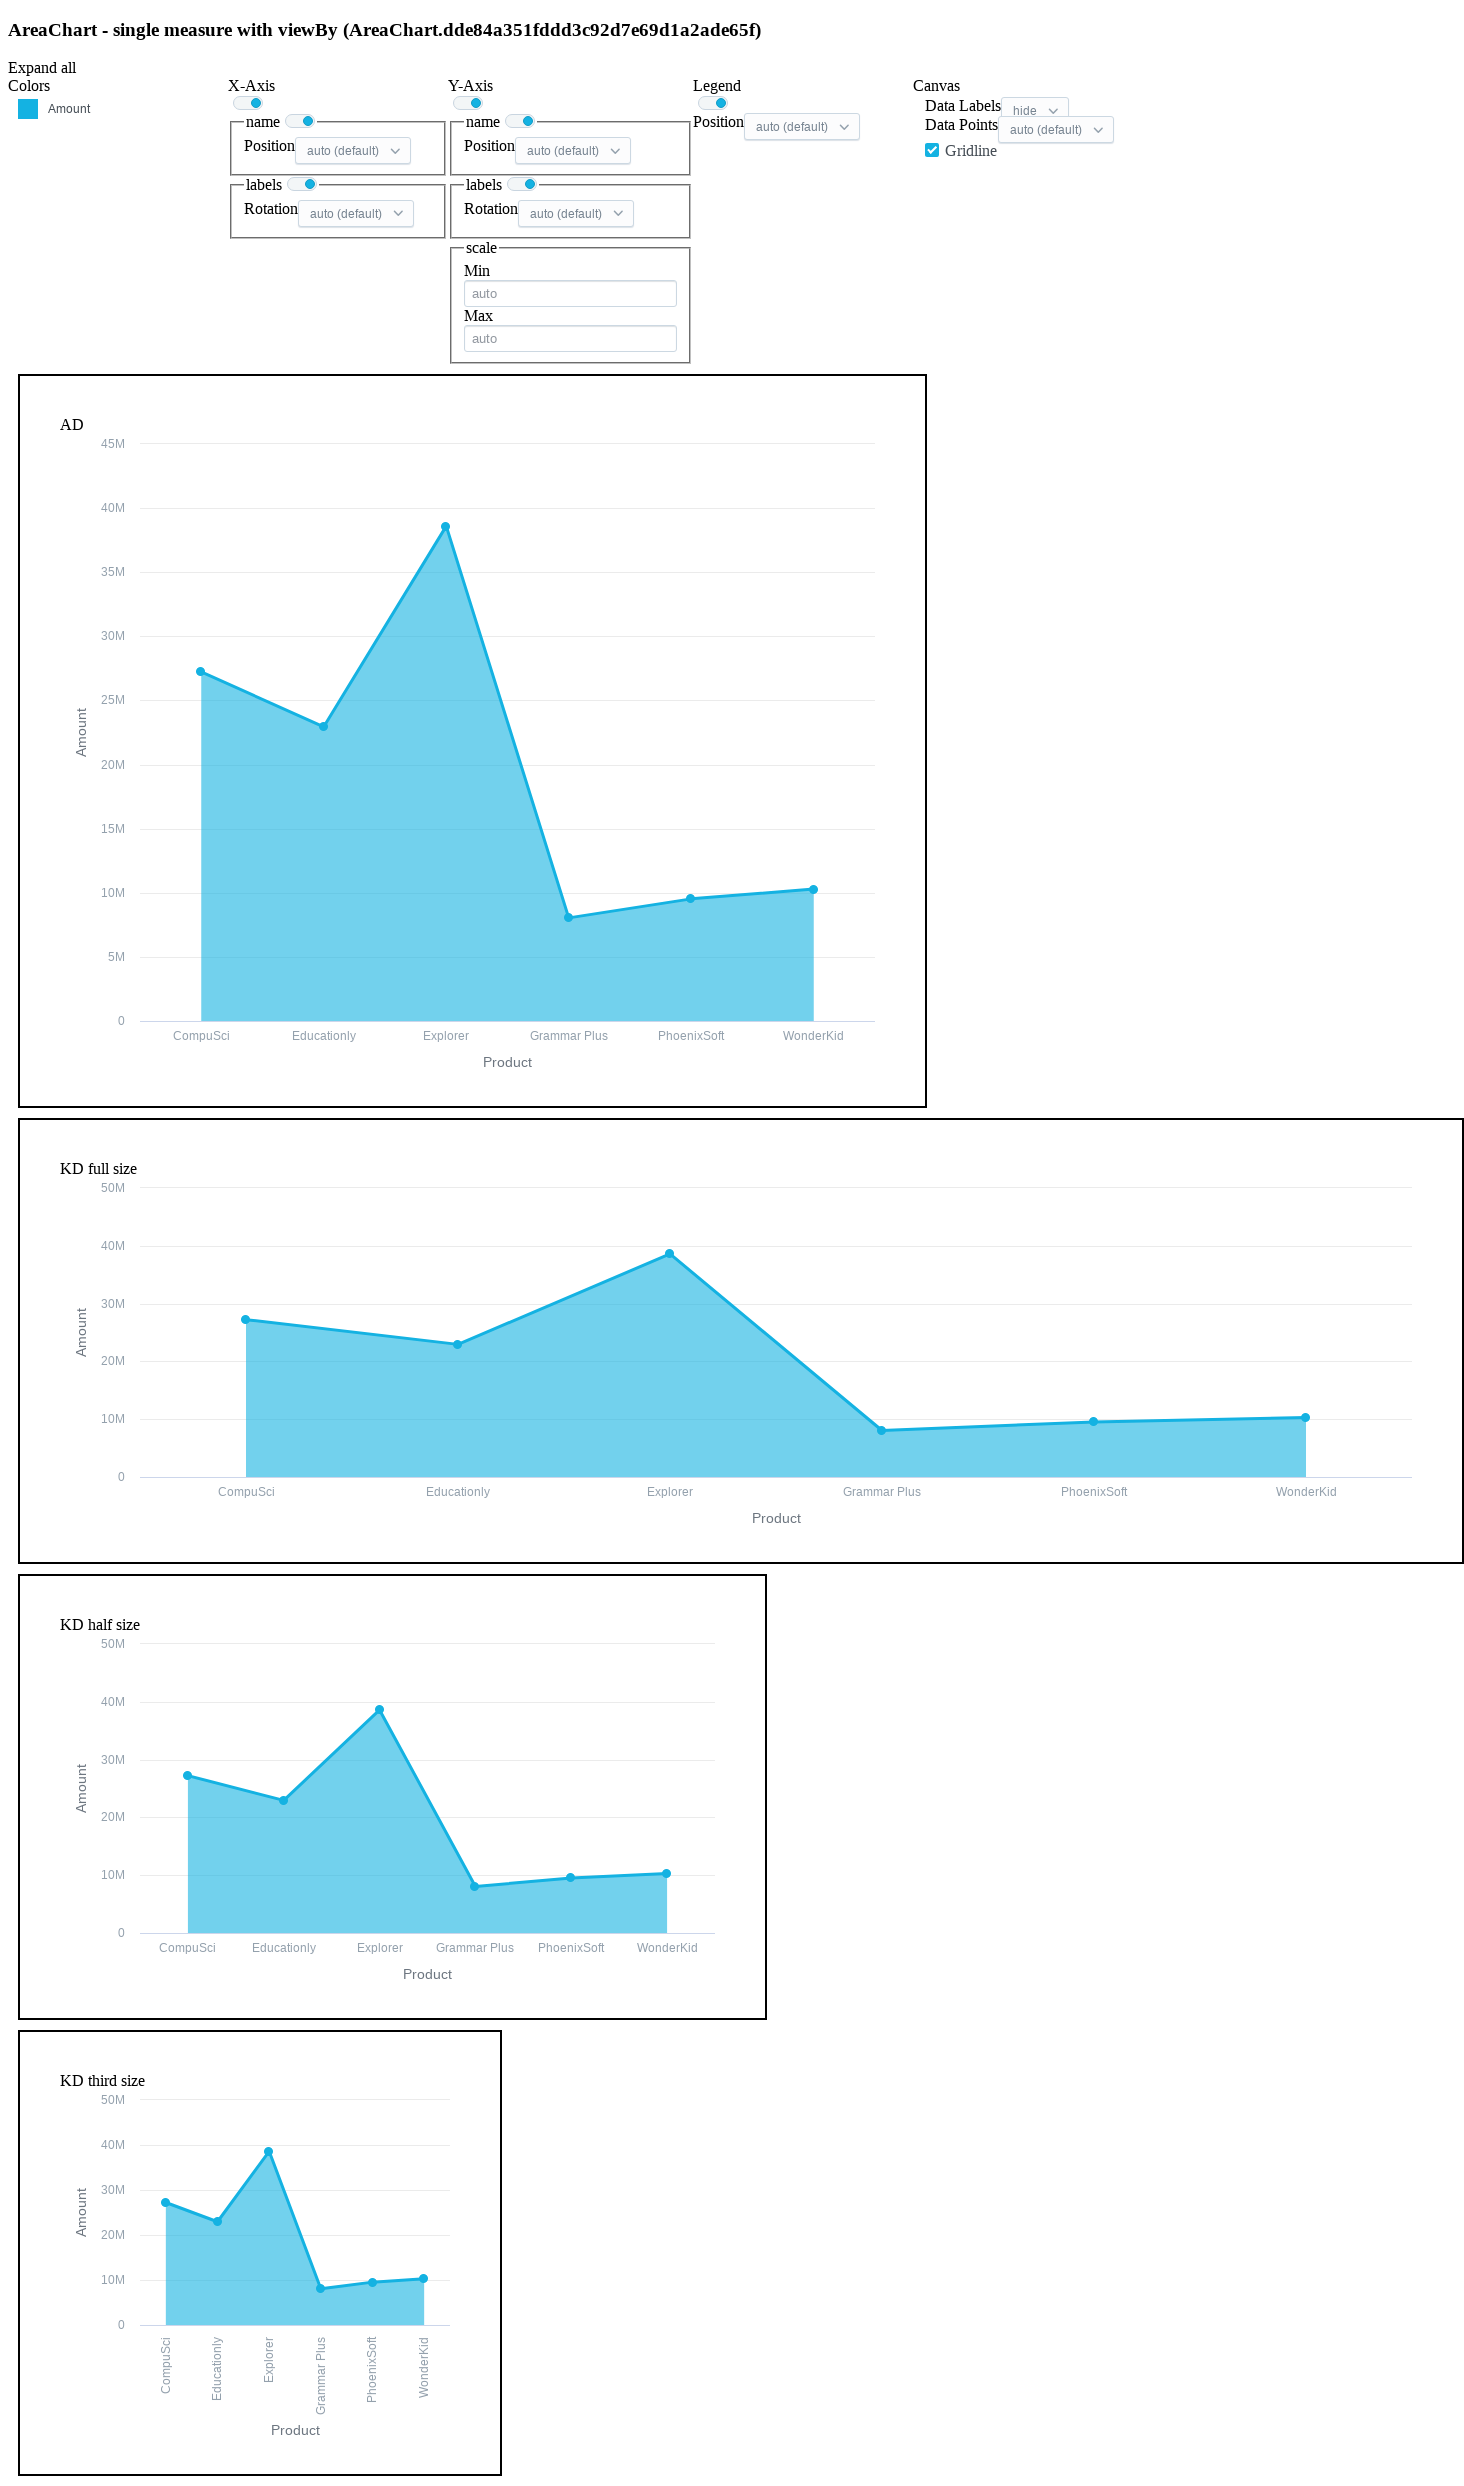 AreaChart - single measure with viewBy (AreaChart.dde84a351fddd3c92d7e69d1a2ade65f)
Expand all
Colors
Amount
X-Axis
name
Position auto (default)
labels
Rotation auto (default)
Y-Axis
name
Position auto (default)
labels
Rotation auto (default)
scale
Min
auto
Max
auto
Legend
Position auto (default)
Canvas
Data Labels hide
Data Points auto (default)
Gridline
AD
45M
40M
35M
30M
25M
20M
15M
10M
5M
0
Amount
CompuSci Educationly Explorer Grammar Plus PhoenixSoft WonderKid
Product
KD full size
50M
40M
30M
20M
10M
0
Amount
CompuSci Educationly Explorer Grammar Plus PhoenixSoft WonderKid
Product
KD half size
50M
40M
30M
20M
10M
0
Amount
CompuSci Educationly Explorer Grammar Plus PhoenixSoft WonderKid
Product
KD third size
50M
40M
30M
20M
10M
0
Amount
CompuSci
Educationly
Explorer
Grammar Plus
PhoenixSoft
WonderKid
Product